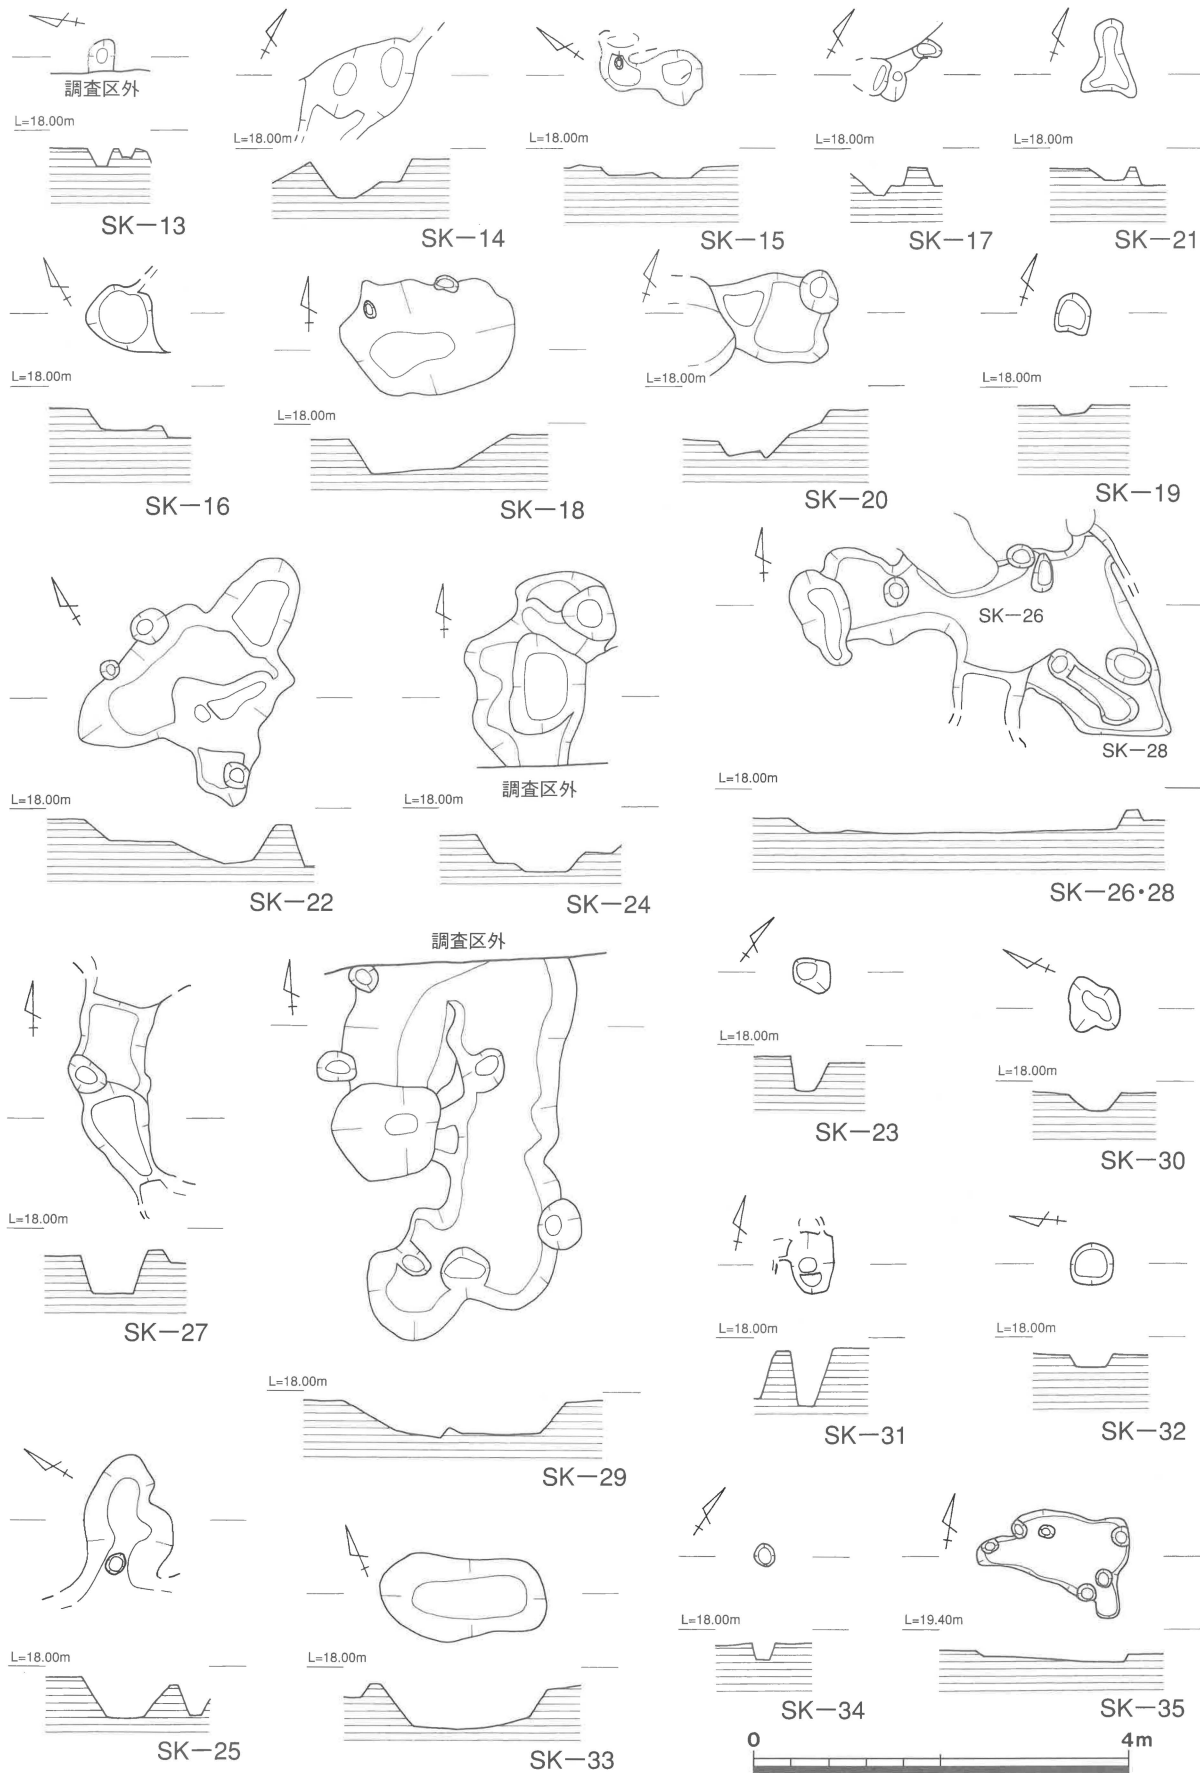 調査区外
L=18.00m
SK—13
L=18.00m
SK—14
L=18.00m
SK—15
L=18.00m
SK—17
L=18.00m
SK—21
L=18.00m
SK—16
L=18.00m
SK—18
L=18.00m
SK—20
L=18.00m
SK—19
L=18.00m
SK—22
調査区外
L=18.00m
SK—24
SK—26
SK—28
L=18.00m
SK—26・28
L=18.00m
SK—27
調査区外
L=18.00m
SK—29
L=18.00m
SK—23
L=18.00m
SK—30
L=18.00m
SK—31
L=18.00m
SK—32
L=18.00m
SK—25
L=18.00m
SK—33
L=18.00m
SK—34
L=19.40m
SK—35
0 4m